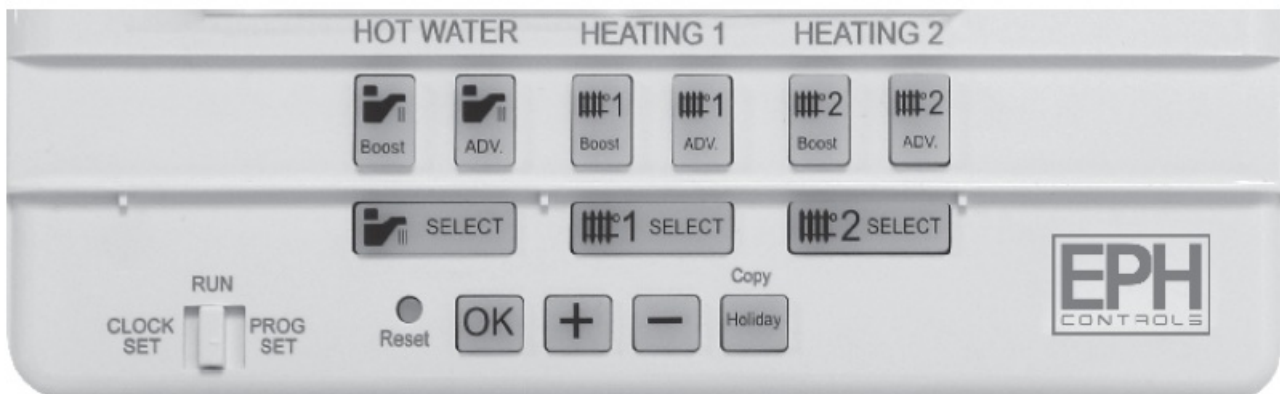 HOT WATER HEATING 1 HEATING 2
Boost ADV. 1 Boost 1 ADV. 2 Boost 2 ADV.
SELECT 1 SELECT 2 SELECT
Copy
RUN
CLOCK SET PROG SET
Reset OK + - Holiday
EPH
CONTROLS